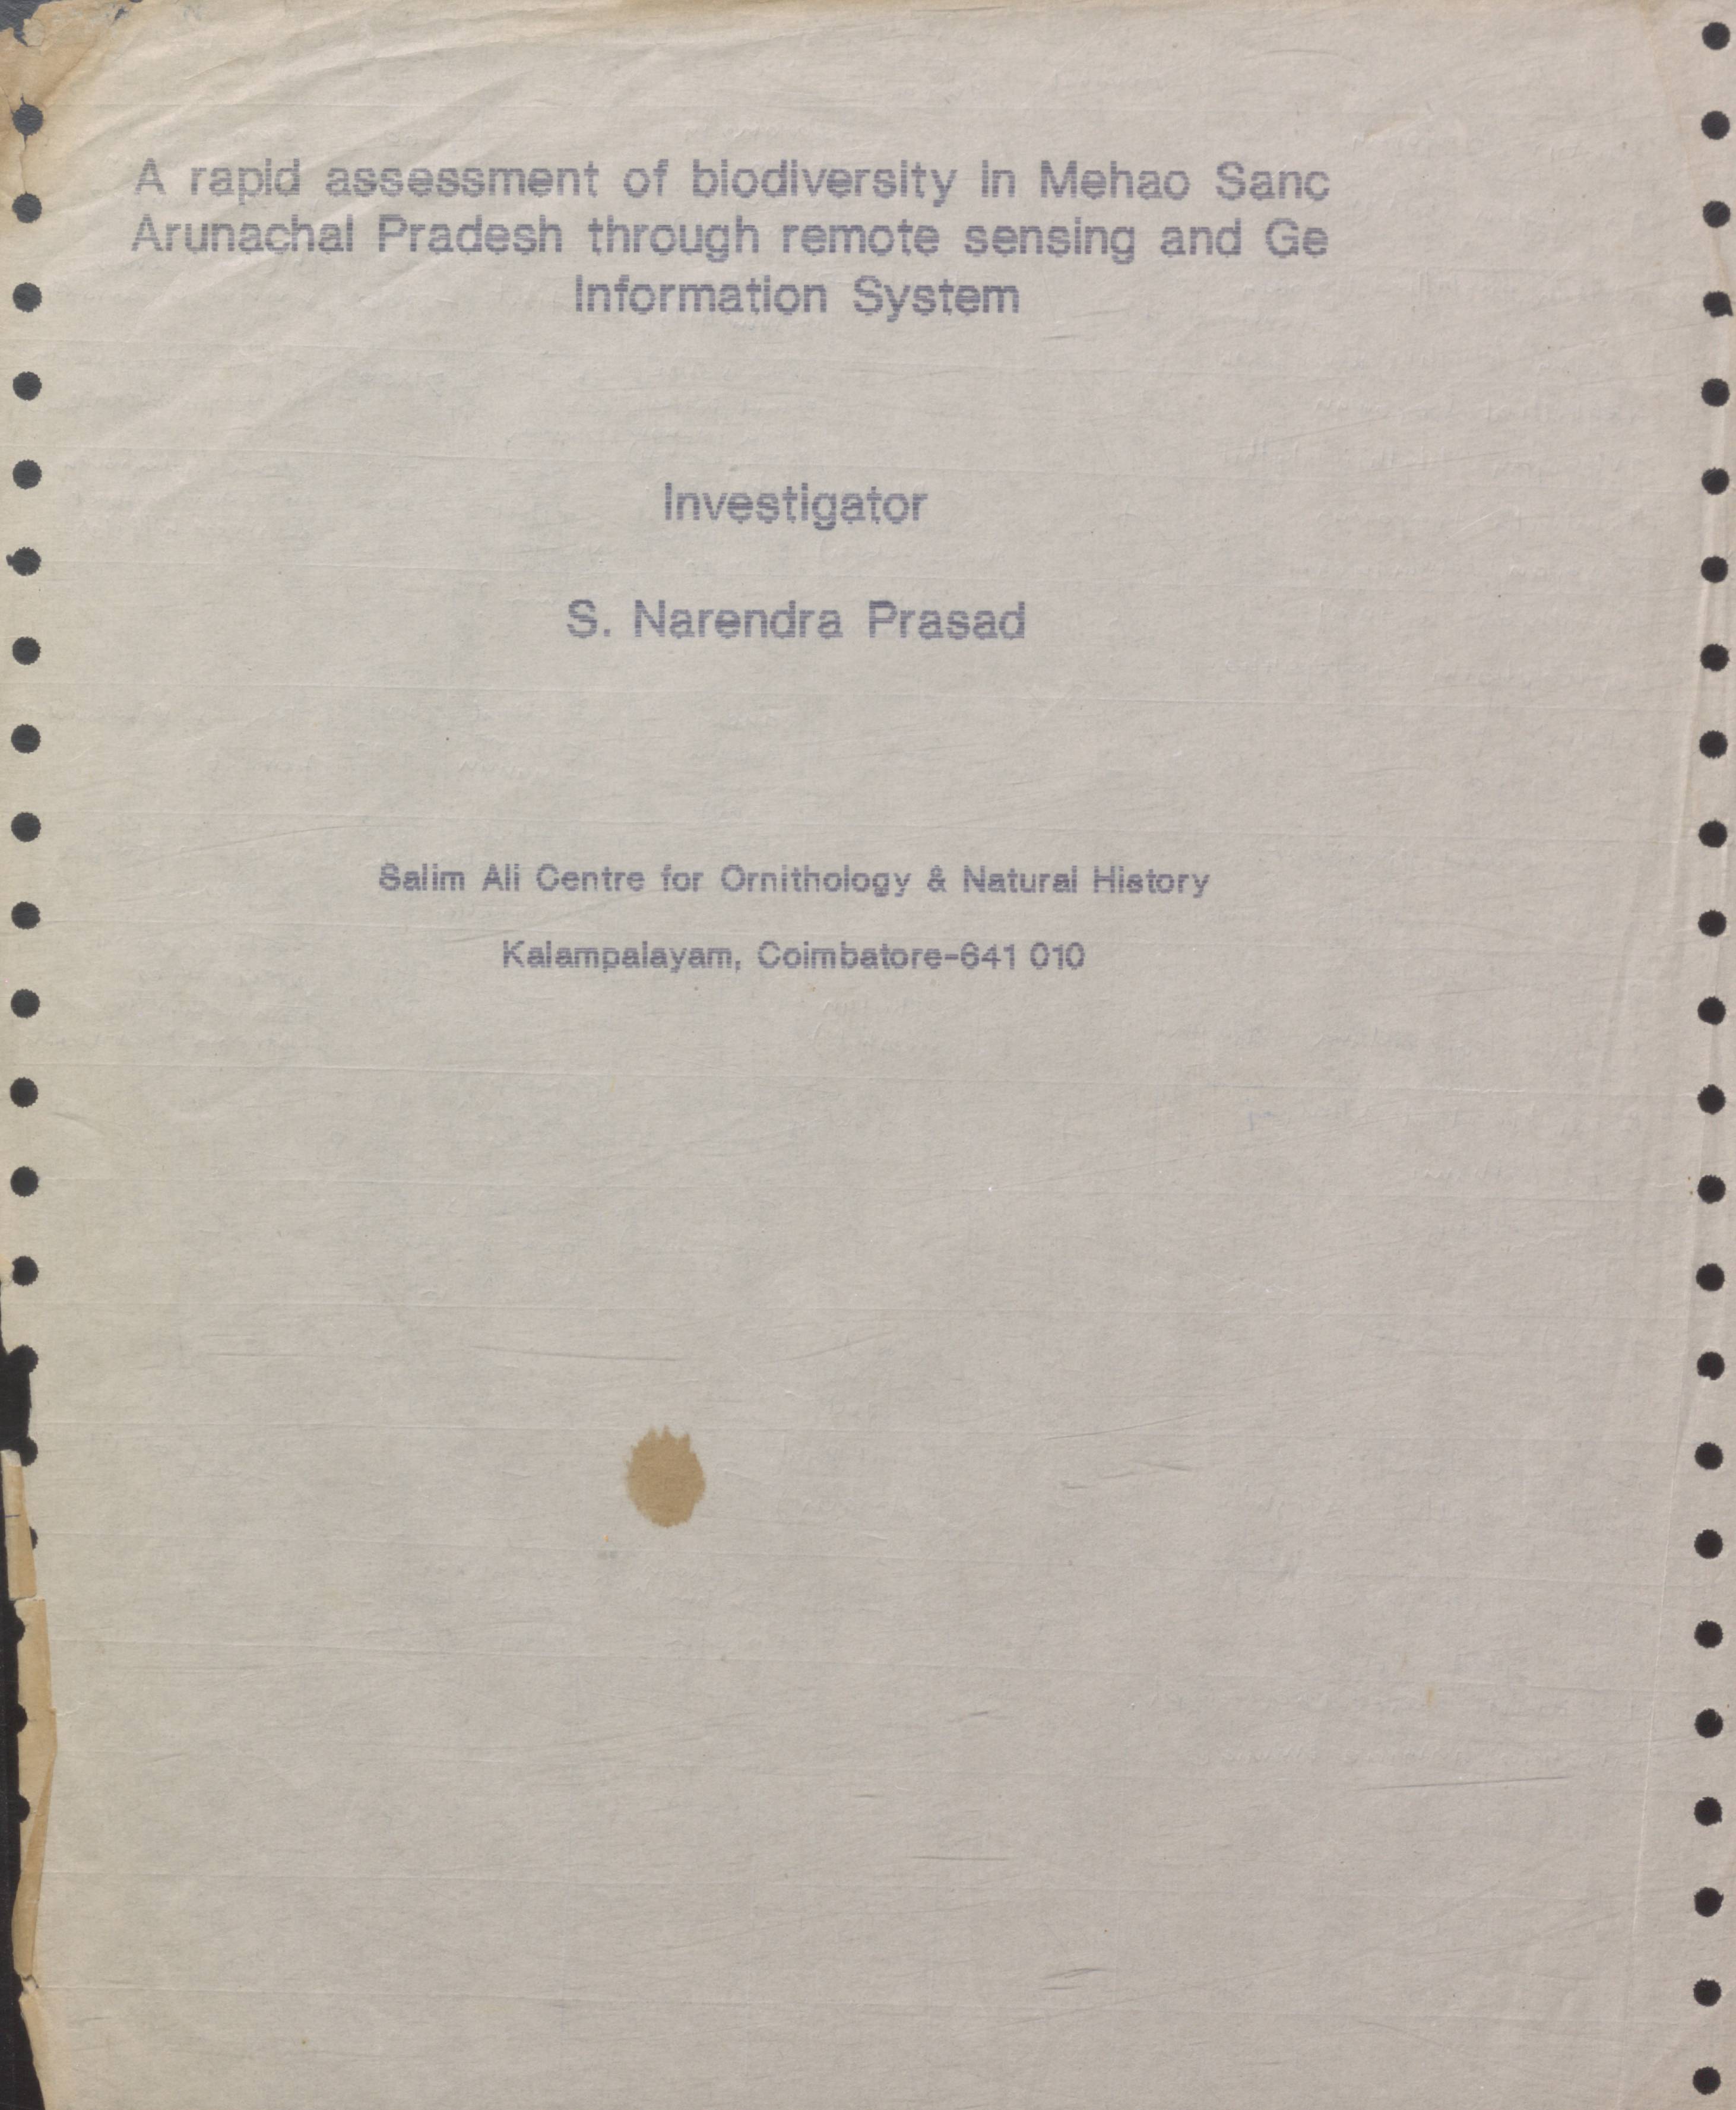 A rapid assessment of biodiversity in Mehao Sanc
Arunachal Pradesh through remote sensing and Ge
Information System
Investigator
S. Narendra Prasad
Salim Ali Centre for Ornithology & Natural History
Kalampalayam, Coimbatore-641 010